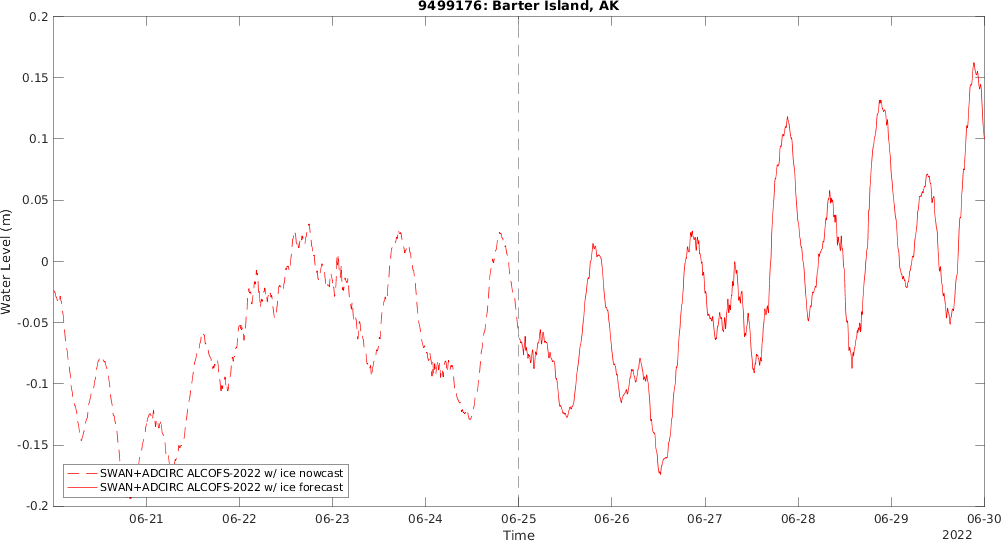 9499176: Barter Island, AK
0.2
0.15
0.1
0.05
0
-0.05
-0.1
-0.15
-0.2
Water Level (m)
SWAN+ADCIRC ALCOFS-2022 w/ ice nowcast
SWAN+ADCIRC ALCOFS-2022 w/ ice forecast
06-21 06-22 06-23 06-24 06-25 06-26 06-27 06-28 06-29 06-30
Time
2022